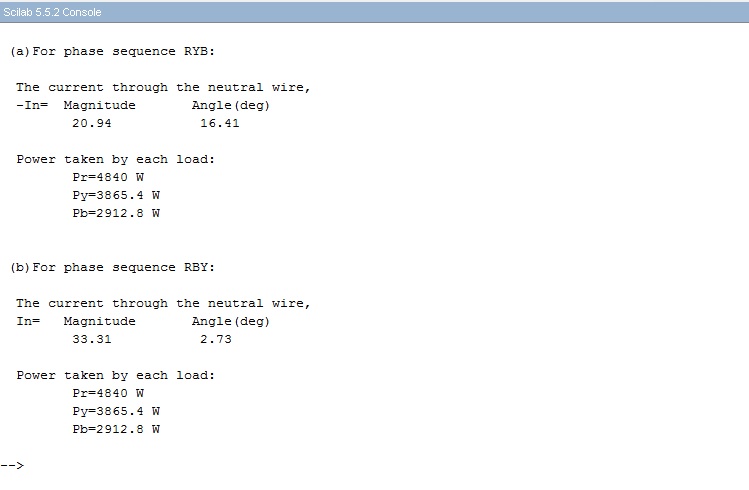 Scilab 5.5.2 Console
(a)For phase sequence RYB:
The current through the neutral wire,
-In=  Magnitude       Angle(deg)
20.94           16.41
Power taken by each load:
Pr=4840 W
Py=3865.4 W
Pb=2912.8 W
(b)For phase sequence RBY:
The current through the neutral wire,
In=   Magnitude       Angle(deg)
33.31           2.73
Power taken by each load:
Pr=4840 W
Py=3865.4 W
Pb=2912.8 W
-->